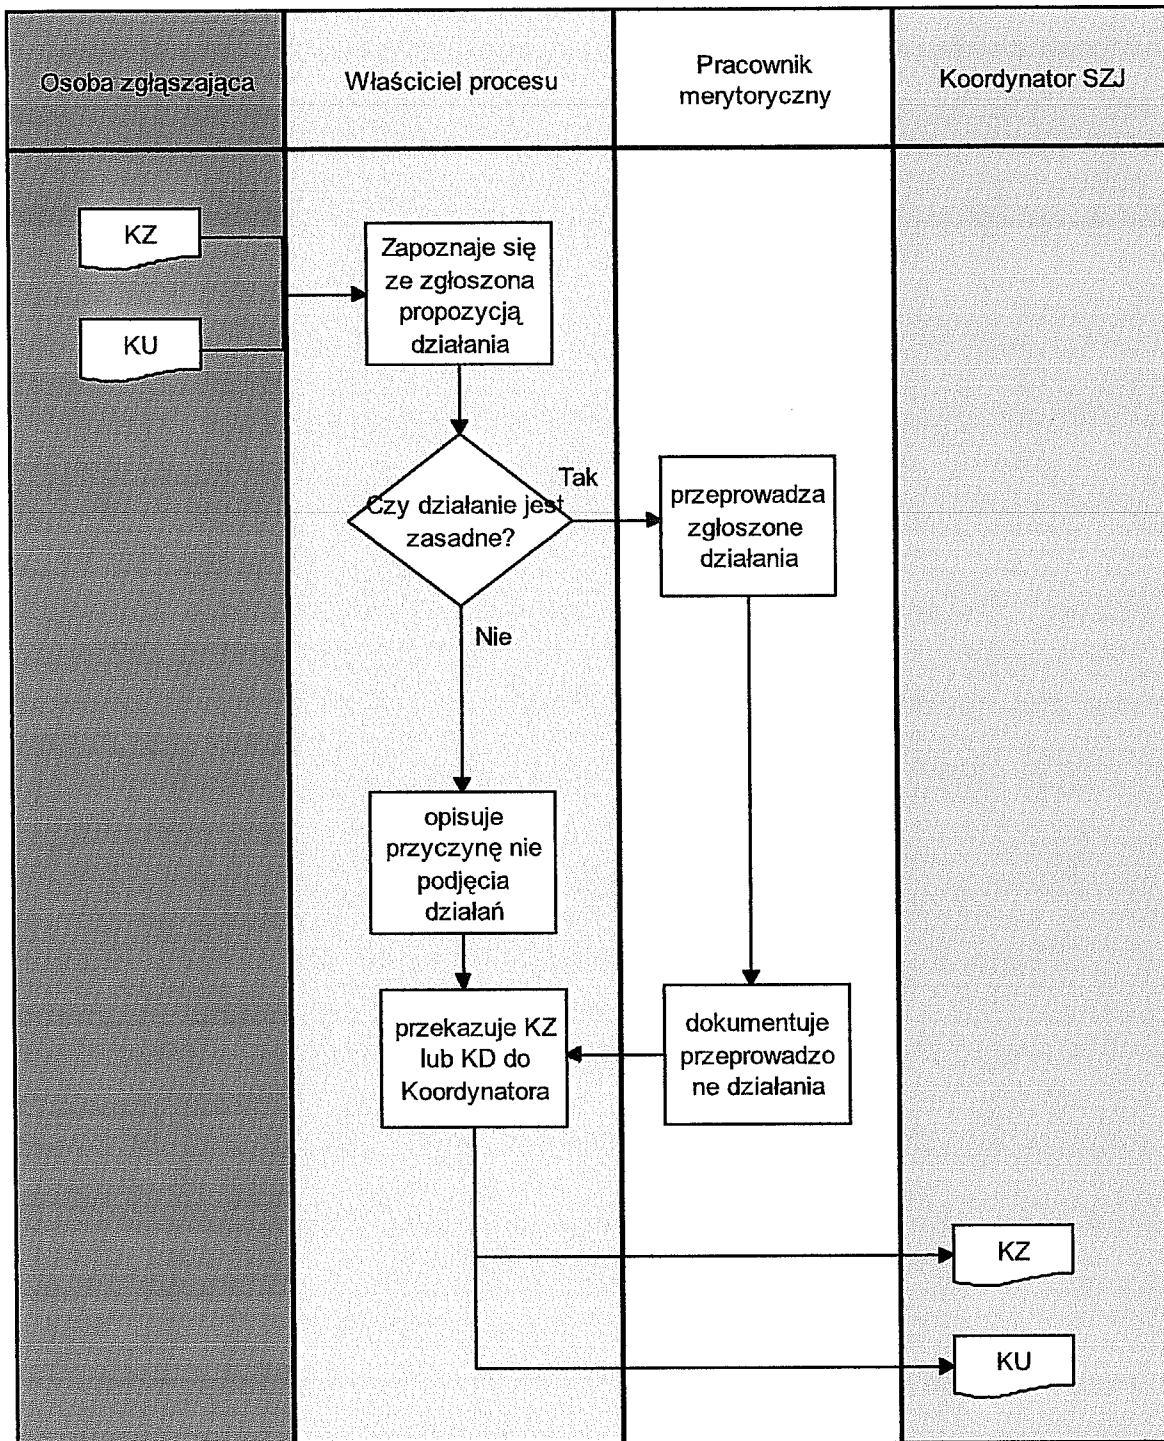 Osoba zgłaszająca
Właściciel procesu
Pracownik
merytoryczny
Koordynator SZJ
KZ
KU
Zapoznaje się
ze zgłoszona
propozycją
działania
Czy działanie jest
zasadne?
Tak
Nie
przeprowadza
zgłoszone
działania
opisuje
przyczynę nie
podjęcia
działań
przekazuje KZ
lub KD do
Koordynatora
dokumentuje
przeprowadzo
ne działania
KZ
KU